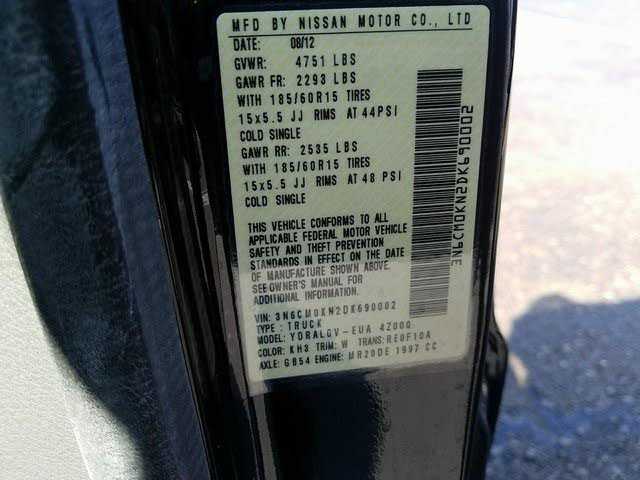 MFD BY NISSAN MOTOR CO., LTD
DATE: 08/12
GVWR: 4751 LBS
GAWR FR: 2293 LBS
WITH 185/60R15 TIRES
15x5.5 JJ RIMS AT 44PSI
COLD SINGLE
GAWR RR: 2535 LBS
WITH 185/60R15 TIRES
15x5.5 JJ RIMS AT 48 PSI
COLD SINGLE
THIS VEHICLE CONFORMS TO ALL
APPLICABLE FEDERAL MOTOR VEHICLE
SAFETY AND THEFT PREVENTION
STANDARDS IN EFFECT ON THE DATE
OF MANUFACTURE SHOWN ABOVE.
SEE OWNER'S MANUAL FOR
ADDITIONAL INFORMATION.
VIN: 3N6CM0KN2DK690002
TYPE: TRUCK
MODEL: YDRALGV-EUA 4Z000
COLOR: KH3 TRIM: W TRANS: RE0F10A
AXLE: GB54 ENGINE: MR20DE 1997 CC
3N6CM0KN2DK690002